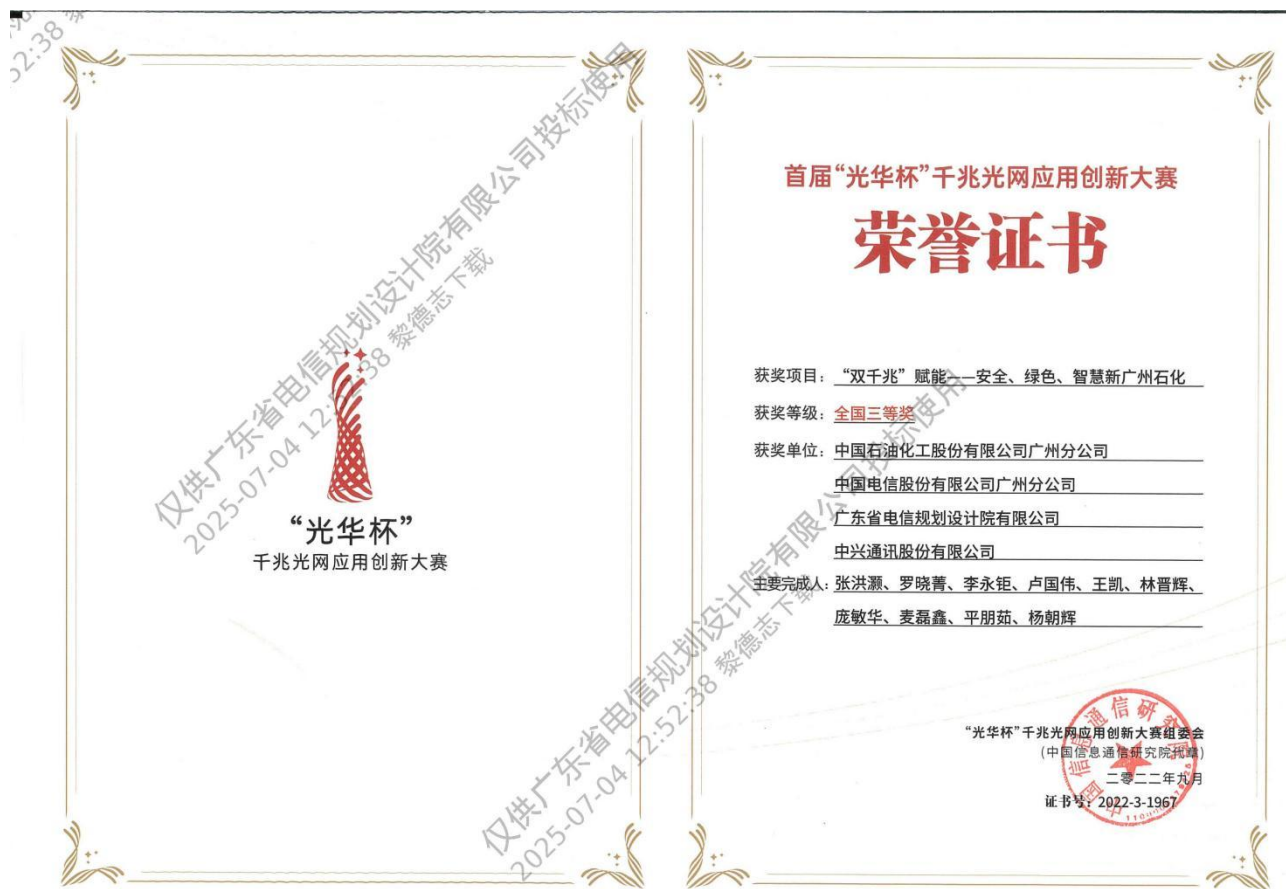 52:38 黎
仅供广东省电信规划设计院有限公司投标使用
2025-07-04 12:52:38 黎德志下载
“光华杯”
千兆光网应用创新大赛
首届“光华杯”千兆光网应用创新大赛
荣誉证书
获奖项目：“双千兆”赋能——安全、绿色、智慧新广州石化
获奖等级：全国三等奖
获奖单位：中国石油化工股份有限公司广州分公司
中国电信股份有限公司广州分公司
广东省电信规划设计院有限公司
中兴通讯股份有限公司
主要完成人：张洪灏、罗晓菁、李永钜、卢国伟、王凯、林晋辉、
庞敏华、麦磊鑫、平朋茹、杨朝辉
仅供广东省电信规划设计院有限公司投标使用
2025-07-04 12:52:38 黎德志下载
“光华杯”千兆光网应用创新大赛组委会
(中国信息通信研究院代章)
二零二二年九月
证书号：2022-3-1967
中国信息通信研究院